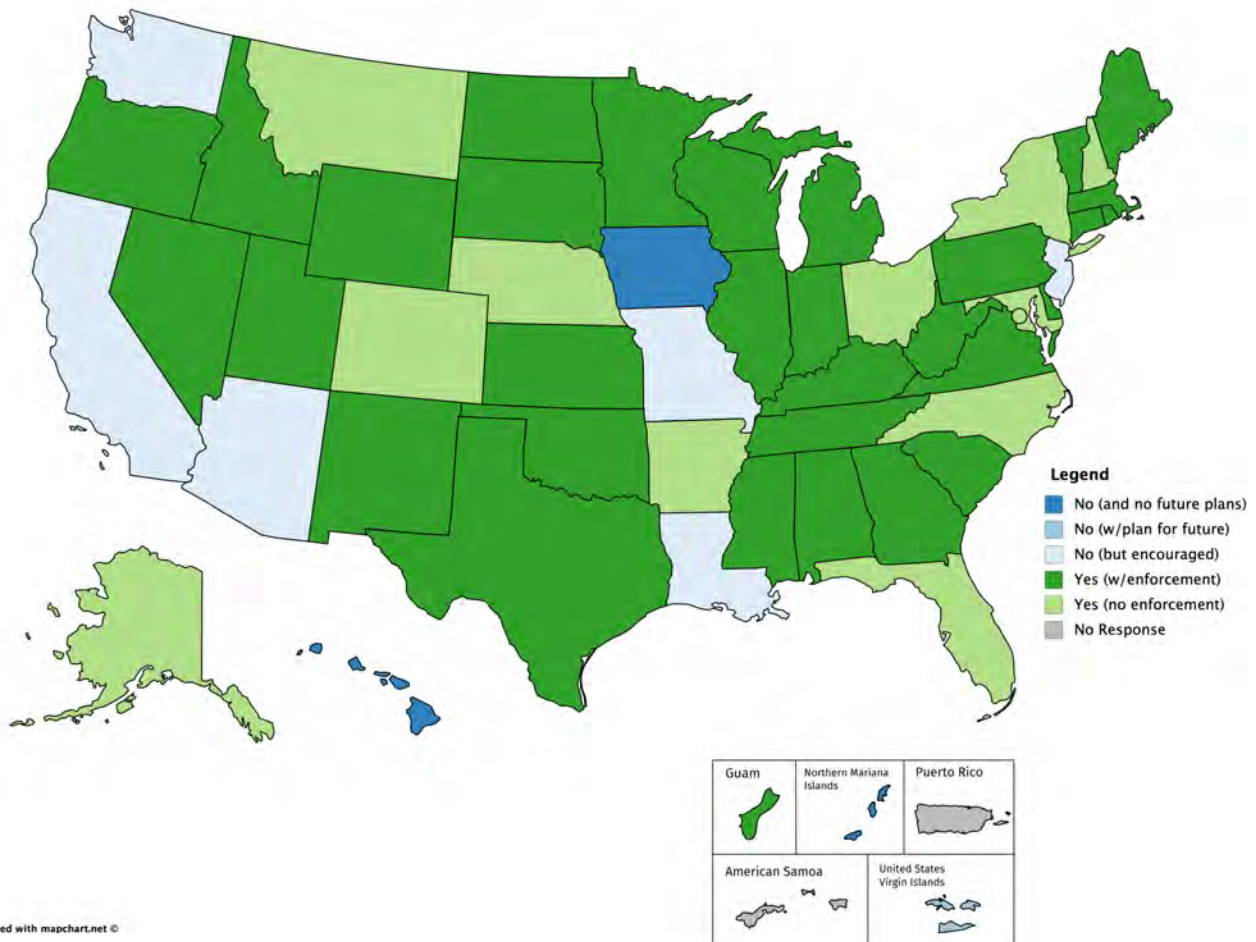 Legend
No (and no future plans)
No (w/plan for future)
No (but encouraged)
Yes (w/enforcement)
Yes (no enforcement)
No Response
Guam
Northern Mariana
Islands
Puerto Rico
American Samoa
United States
Virgin Islands
ed with mapchart.net ©